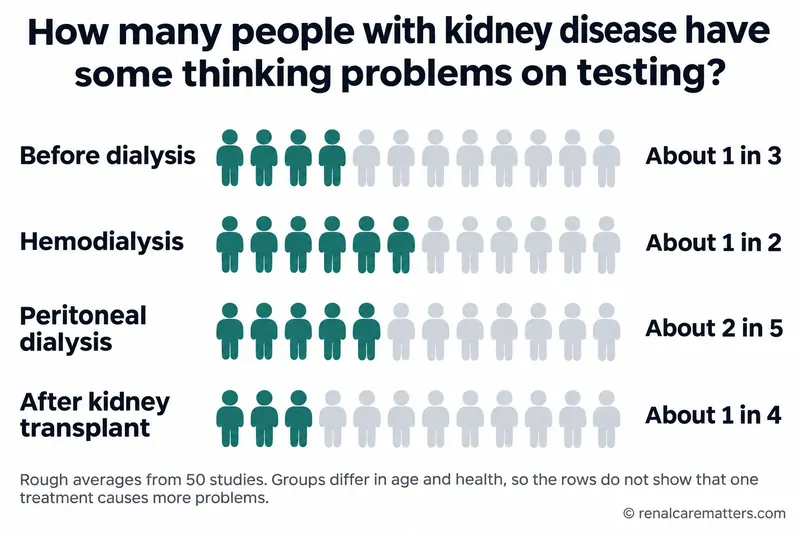 How many people with kidney disease have
some thinking problems on testing?
Before dialysis
About 1 in 3
Hemodialysis
About 1 in 2
Peritoneal
dialysis
About 2 in 5
After kidney
transplant
About 1 in 4
Rough averages from 50 studies. Groups differ in age and health, so the rows do not show that one
treatment causes more problems.
© renalcarematters.com